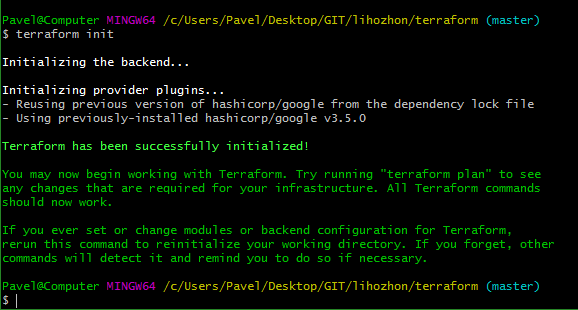 Pavel@Computer MINGW64 /c/Users/Pavel/Desktop/GIT/lihozhon/terraform (master)
$ terraform init
Initializing the backend...
Initializing provider plugins...
- Reusing previous version of hashicorp/google from the dependency lock file
- Using previously-installed hashicorp/google v3.5.0
Terraform has been successfully initialized!
You may now begin working with Terraform. Try running "terraform plan" to see
any changes that are required for your infrastructure. All Terraform commands
should now work.
If you ever set or change modules or backend configuration for Terraform,
rerun this command to reinitialize your working directory. If you forget, other
commands will detect it and remind you to do so if necessary.
Pavel@Computer MINGW64 /c/Users/Pavel/Desktop/GIT/lihozhon/terraform (master)
$